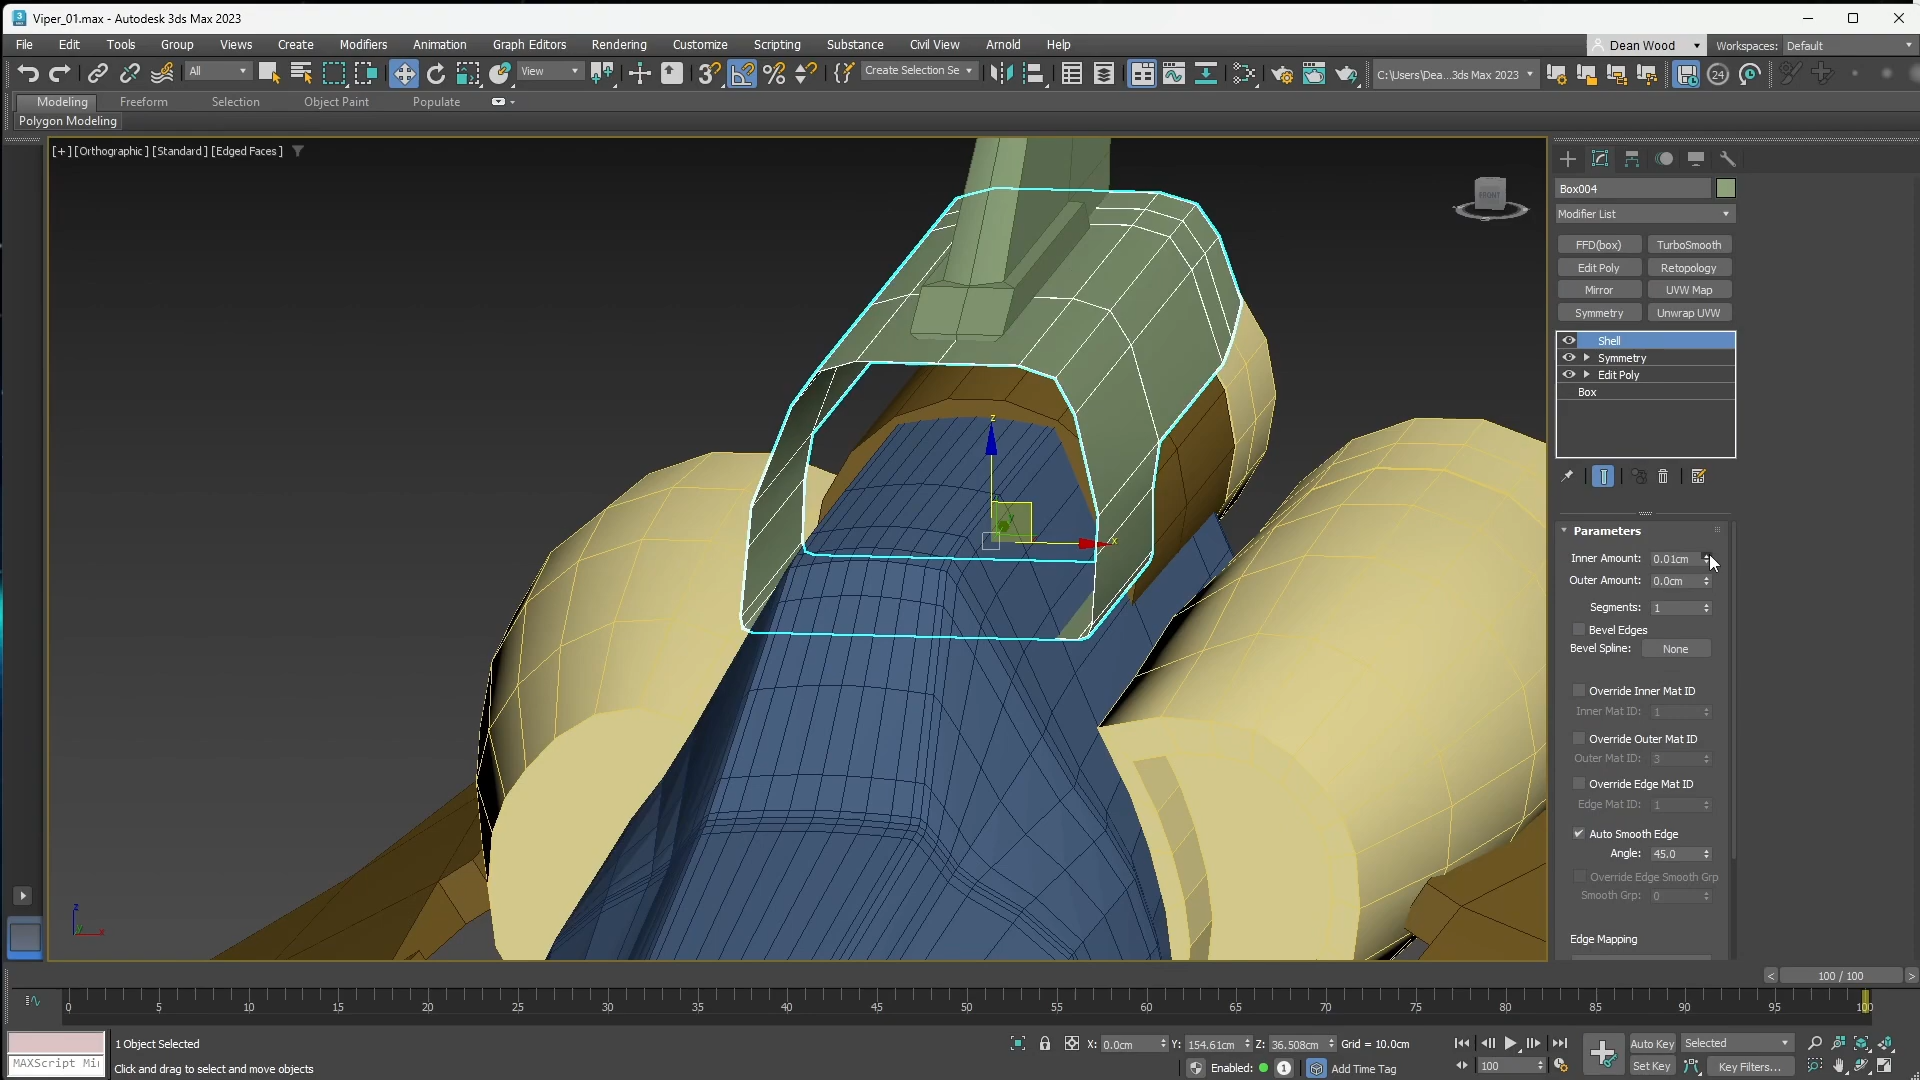 Viper_01.max - Autodesk 3ds Max 2023
File Edit Tools Group Views Create Modifiers Animation Graph Editors Rendering Customize Scripting Substance Civil View Arnold Help
Dean Wood Workspaces: Default
All View Create Selection Se C:\Users\Dea...3ds Max 2023
Modeling Freeform Selection Object Paint Populate
Polygon Modeling
[+] [Orthographic] [Standard] [Edged Faces]
FRONT
Box004
Modifier List
FFD(box) TurboSmooth
Edit Poly Retopology
Mirror UVW Map
Symmetry Unwrap UVW
Shell
Symmetry
Edit Poly
Box
Parameters
Inner Amount: 0.01cm
Outer Amount: 0.0cm
Segments: 1
Bevel Edges
Bevel Spline: None
Override Inner Mat ID
Inner Mat ID: 1
Override Outer Mat ID
Outer Mat ID: 3
Override Edge Mat ID
Edge Mat ID: 1
Auto Smooth Edge
Angle: 45.0
Override Edge Smooth Grp
Smooth Grp: 0
Edge Mapping
z
x
y
z
x
y
< 100 / 100 >
0 5 10 15 20 25 30 35 40 45 50 55 60 65 70 75 80 85 90 95 100
1 Object Selected
X: 0.0cm Y: 154.61cm Z: 36.508cm Grid = 10.0cm
Auto Key Selected
MAXScript Mi
Click and drag to select and move objects
Enabled: 1 Add Time Tag
100
Set Key Key Filters...